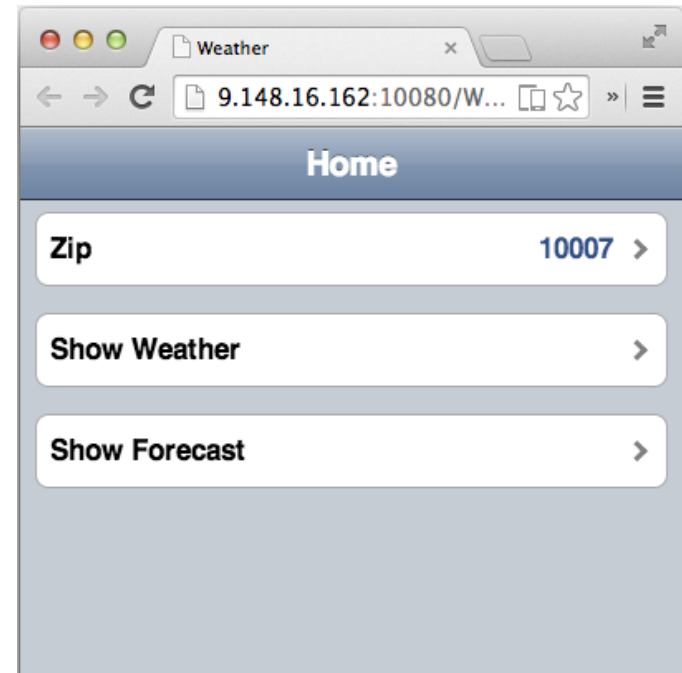 Weather
9.148.16.162:10080/W...
Home
Zip 10007
Show Weather
Show Forecast